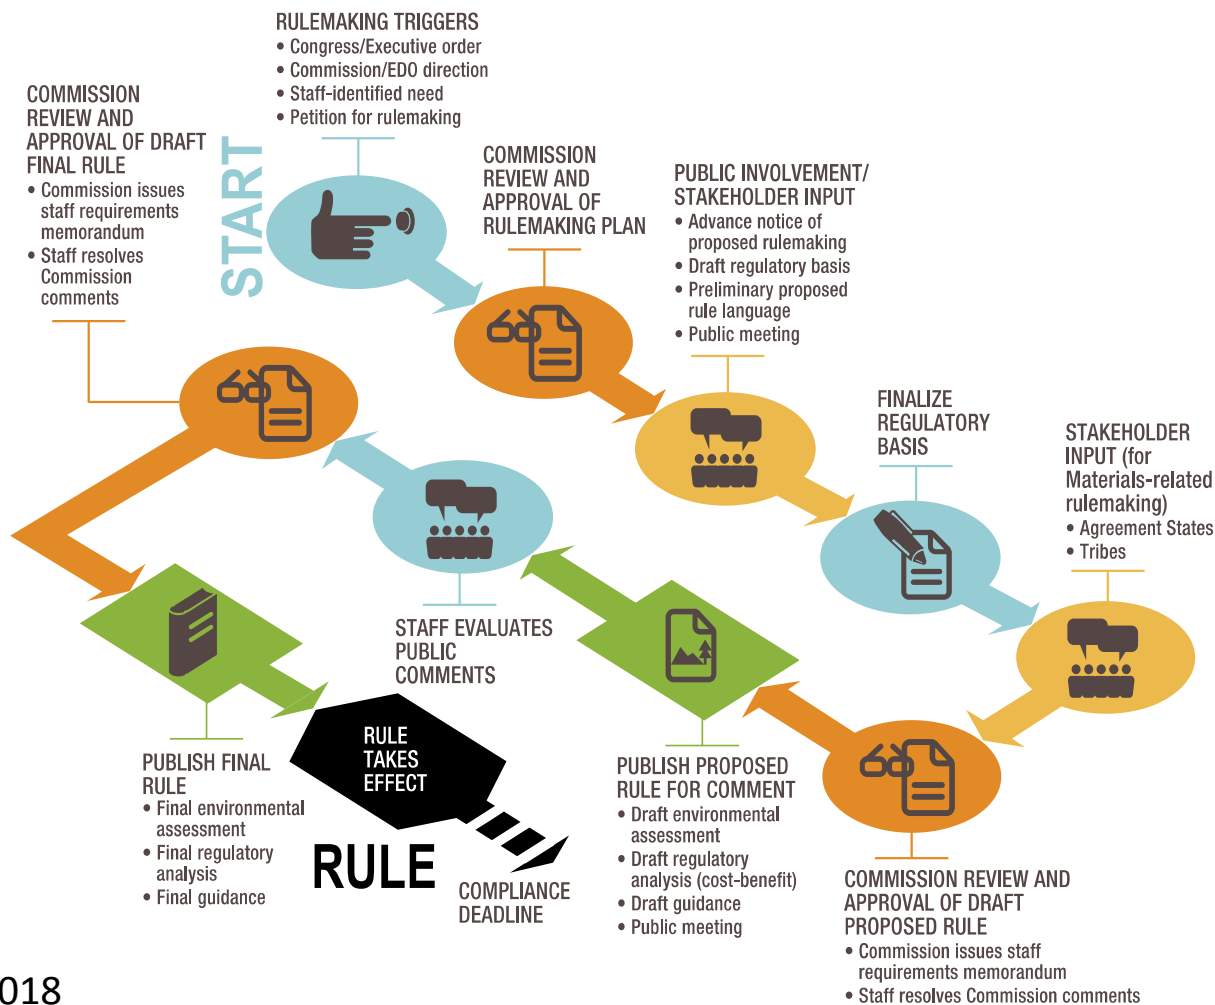 RULEMAKING TRIGGERS
• Congress/Executive order
• Commission/EDO direction
• Staff-identified need
• Petition for rulemaking
START
COMMISSION
REVIEW AND
APPROVAL OF
RULEMAKING PLAN
PUBLIC INVOLVEMENT/
STAKEHOLDER INPUT
• Advance notice of
proposed rulemaking
• Draft regulatory basis
• Preliminary proposed
rule language
• Public meeting
FINALIZE
REGULATORY
BASIS
STAKEHOLDER
INPUT (for
Materials-related
rulemaking)
• Agreement States
• Tribes
COMMISSION REVIEW AND
APPROVAL OF DRAFT
PROPOSED RULE
• Commission issues staff
requirements memorandum
• Staff resolves Commission comments
PUBLISH PROPOSED
RULE FOR COMMENT
• Draft environmental
assessment
• Draft regulatory
analysis (cost-benefit)
• Draft guidance
• Public meeting
STAFF EVALUATES
PUBLIC
COMMENTS
COMMISSION
REVIEW AND
APPROVAL OF DRAFT
FINAL RULE
• Commission issues
staff requirements
memorandum
• Staff resolves
Commission
comments
PUBLISH FINAL
RULE
• Final environmental
assessment
• Final regulatory
analysis
• Final guidance
RULE
TAKES
EFFECT
RULE
COMPLIANCE
DEADLINE
018